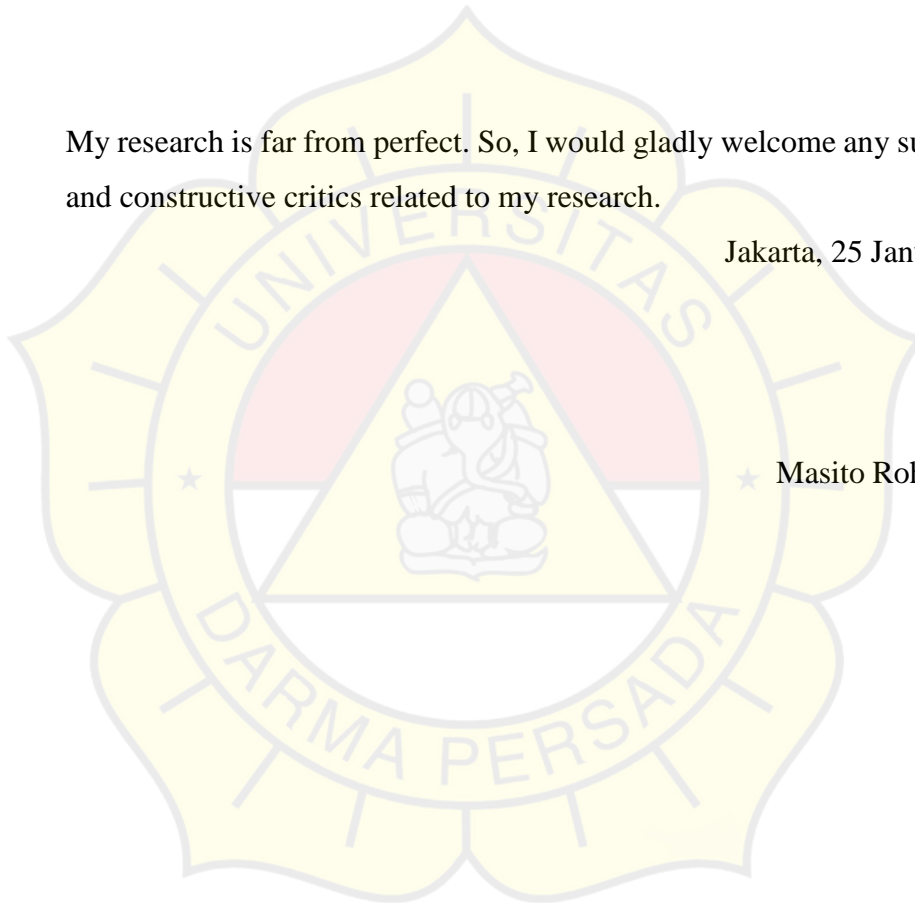 My research is far from perfect. So, I would gladly welcome any
and constructive critics related to my research.
Jakarta, 25
Masito
UNIVERSITAS
DARMA PERSADA